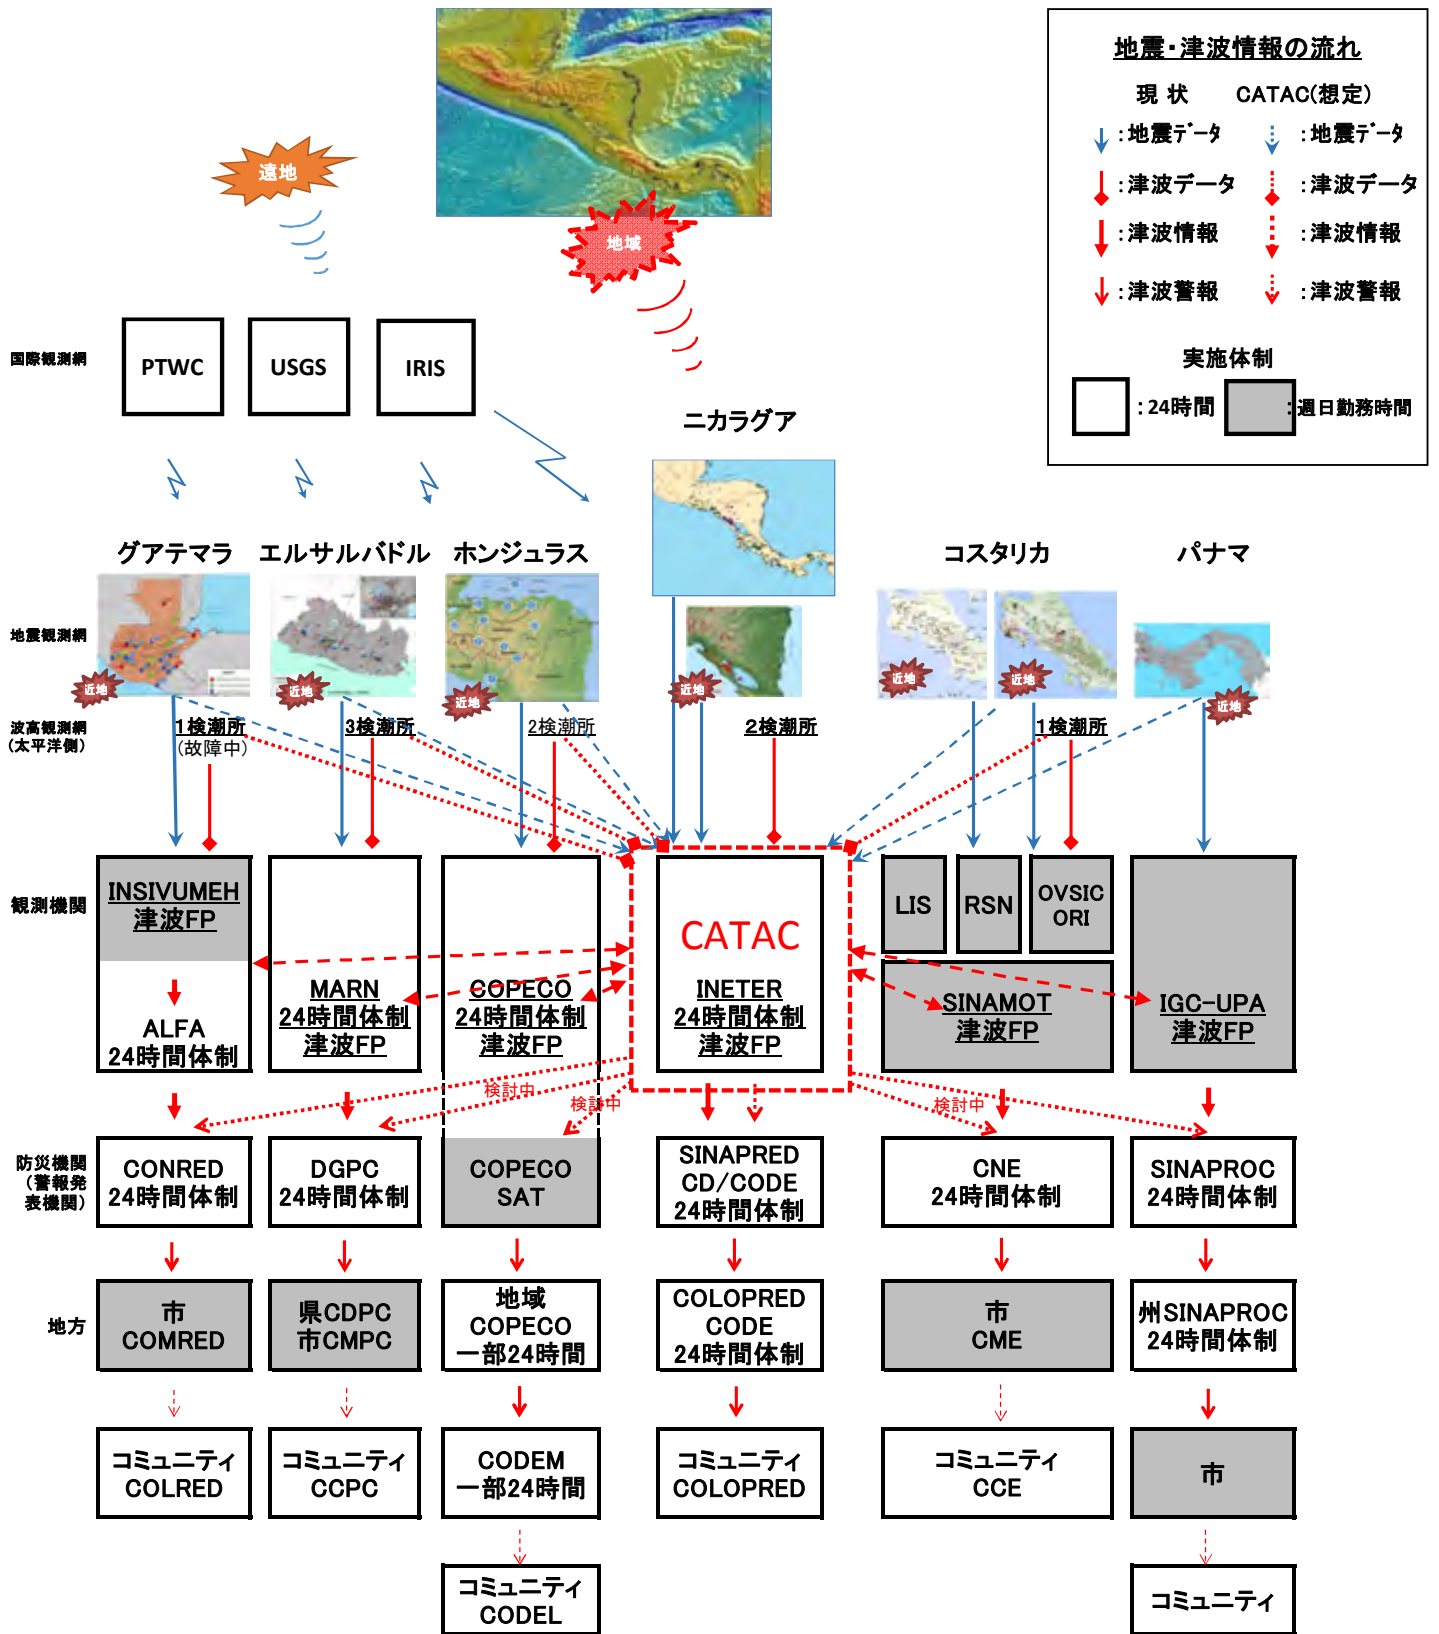 地震・津波情報の流れ
現 状
CATAC(想定)
：地震データ
：地震データ
：津波データ
：津波データ
：津波情報
：津波情報
：津波警報
：津波警報
実施体制
：24時間
：週日勤務時間
遠地
地域
国際観測網
PTWC
USGS
IRIS
ニカラグア
グアテマラ
エルサルバドル
ホンジュラス
コスタリカ
パナマ
地震観測網
近地
近地
近地
近地
近地
近地
近地
波高観測網
(太平洋側)
1検潮所
(故障中)
3検潮所
2検潮所
2検潮所
1検潮所
観測機関
INSIVUMEH
津波FP
ALFA
24時間体制
MARN
24時間体制
津波FP
COPECO
24時間体制
津波FP
CATAC
INETER
24時間体制
津波FP
LIS
RSN
OVSIC
ORI
SINAMOT
津波FP
IGC-UPA
津波FP
検討中
検討中
検討中
防災機関
(警報発
表機関)
CONRED
24時間体制
DGPC
24時間体制
COPECO
SAT
SINAPRED
CD/CODE
24時間体制
CNE
24時間体制
SINAPROC
24時間体制
地方
市
COMRED
県CDPC
市CMPC
地域
COPECO
一部24時間
COLOPRED
CODE
24時間体制
市
CME
州SINAPROC
24時間体制
コミュニティ
COLRED
コミュニティ
CCPC
CODEM
一部24時間
コミュニティ
COLOPRED
コミュニティ
CCE
市
コミュニティ
CODEL
コミュニティ